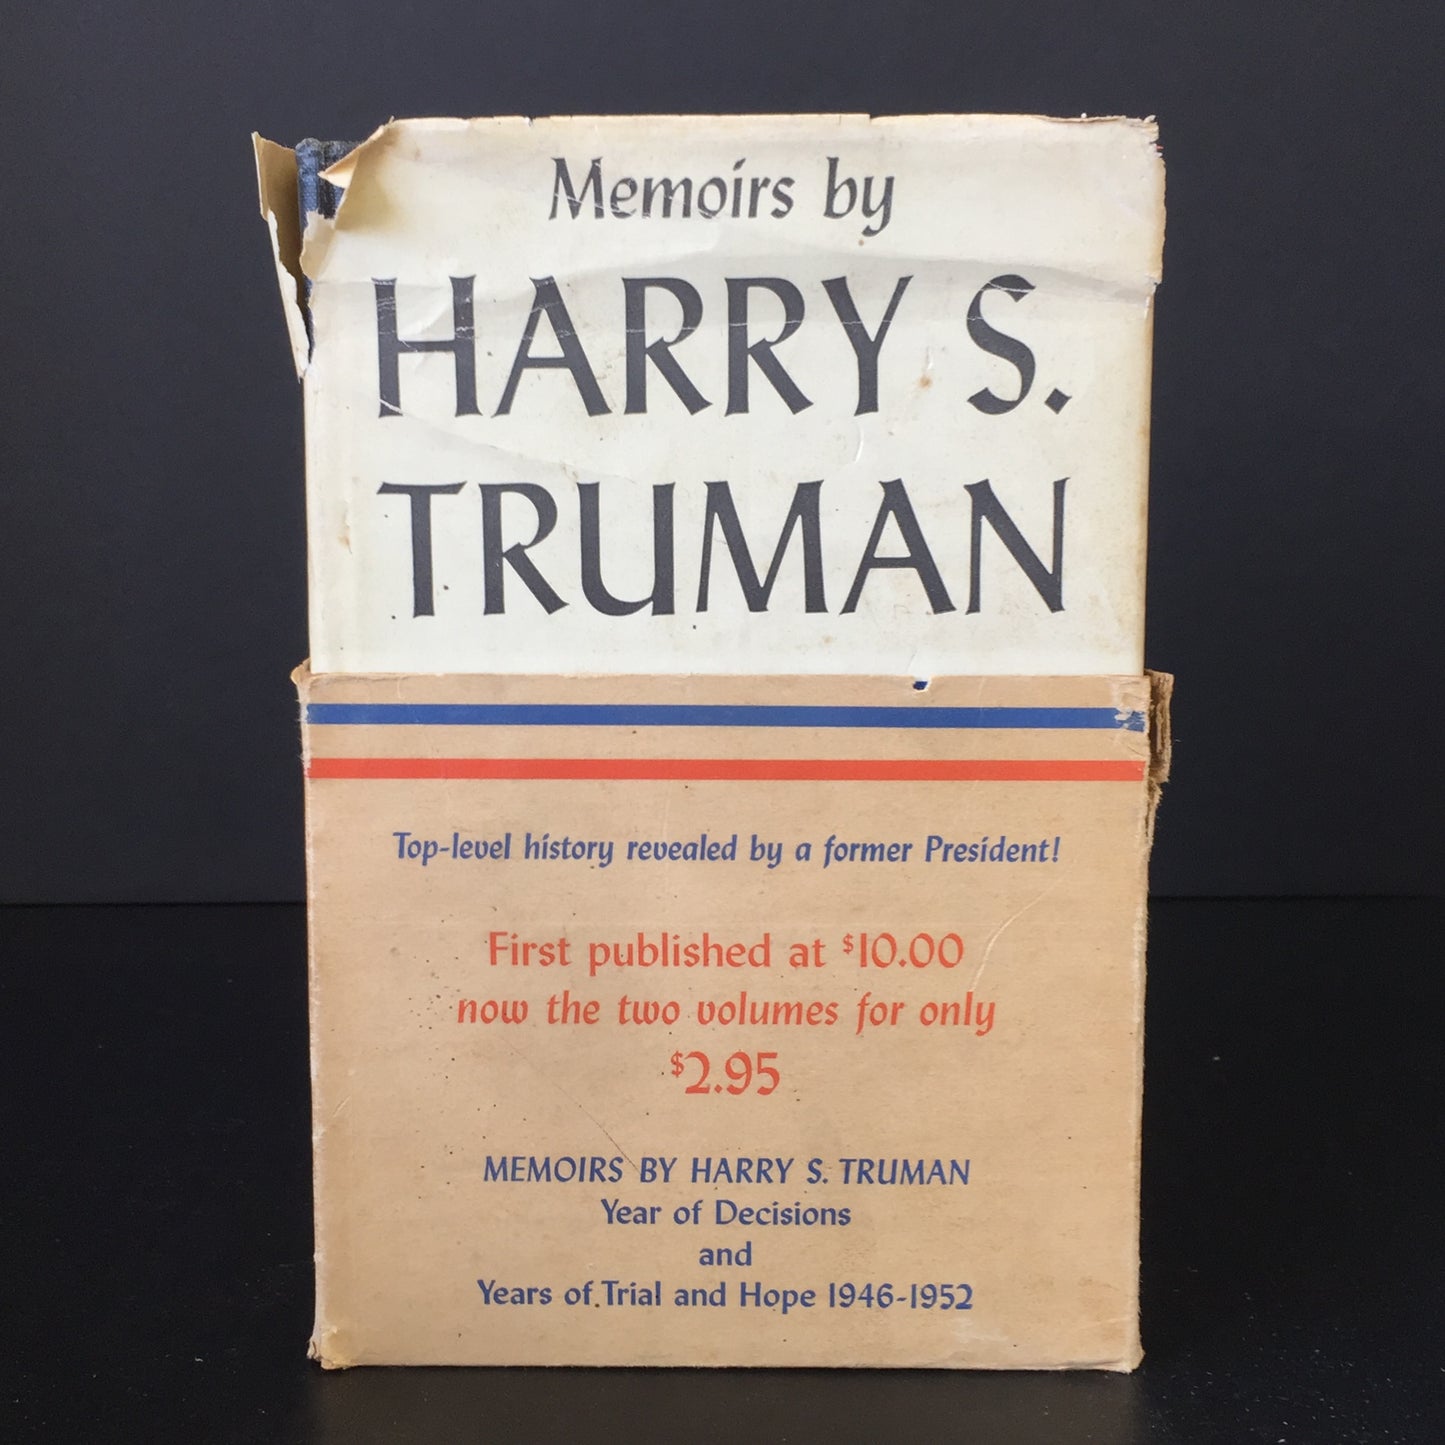 Memoirs by
HARRY S.
TRUMAN
Top-level history revealed by a former President!
First published at $10.00
now the two volumes for only
$2.95
MEMOIRS BY HARRY S. TRUMAN
Year of Decisions
and
Years of Trial and Hope 1946-1952